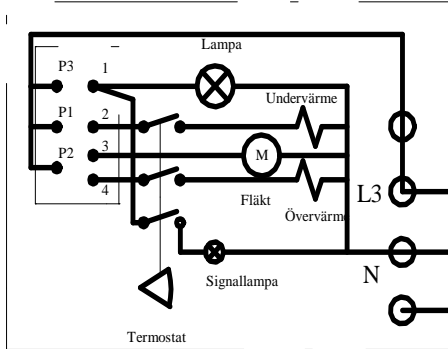 Lampa
P3 1
Undervärme
P1 2
3
P2 M
4
Fläkt
L3
Övervärme
N
Signallampa
Termostat